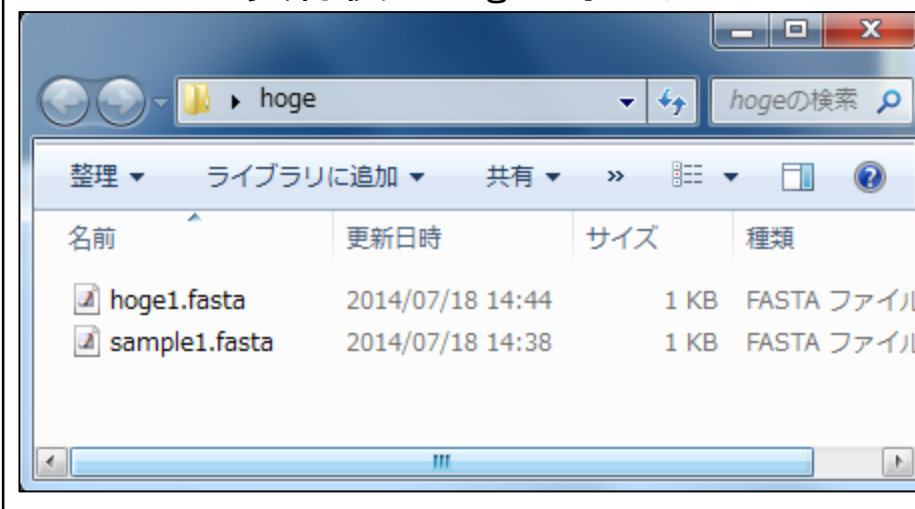 hoge
hogeの検索
整理 ライブラリに追加 共有 »
名前 更新日時 サイズ 種類
hoge1.fasta 2014/07/18 14:44 1 KB FASTA ファイル
sample1.fasta 2014/07/18 14:38 1 KB FASTA ファイル